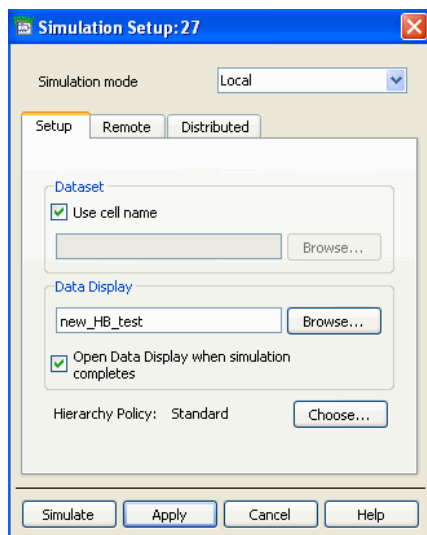 Simulation Setup:27
Simulation mode Local
Setup Remote Distributed
Dataset
Use cell name
Browse...
Data Display
new_HB_test Browse...
Open Data Display when simulation
completes
Hierarchy Policy: Standard Choose...
Simulate Apply Cancel Help